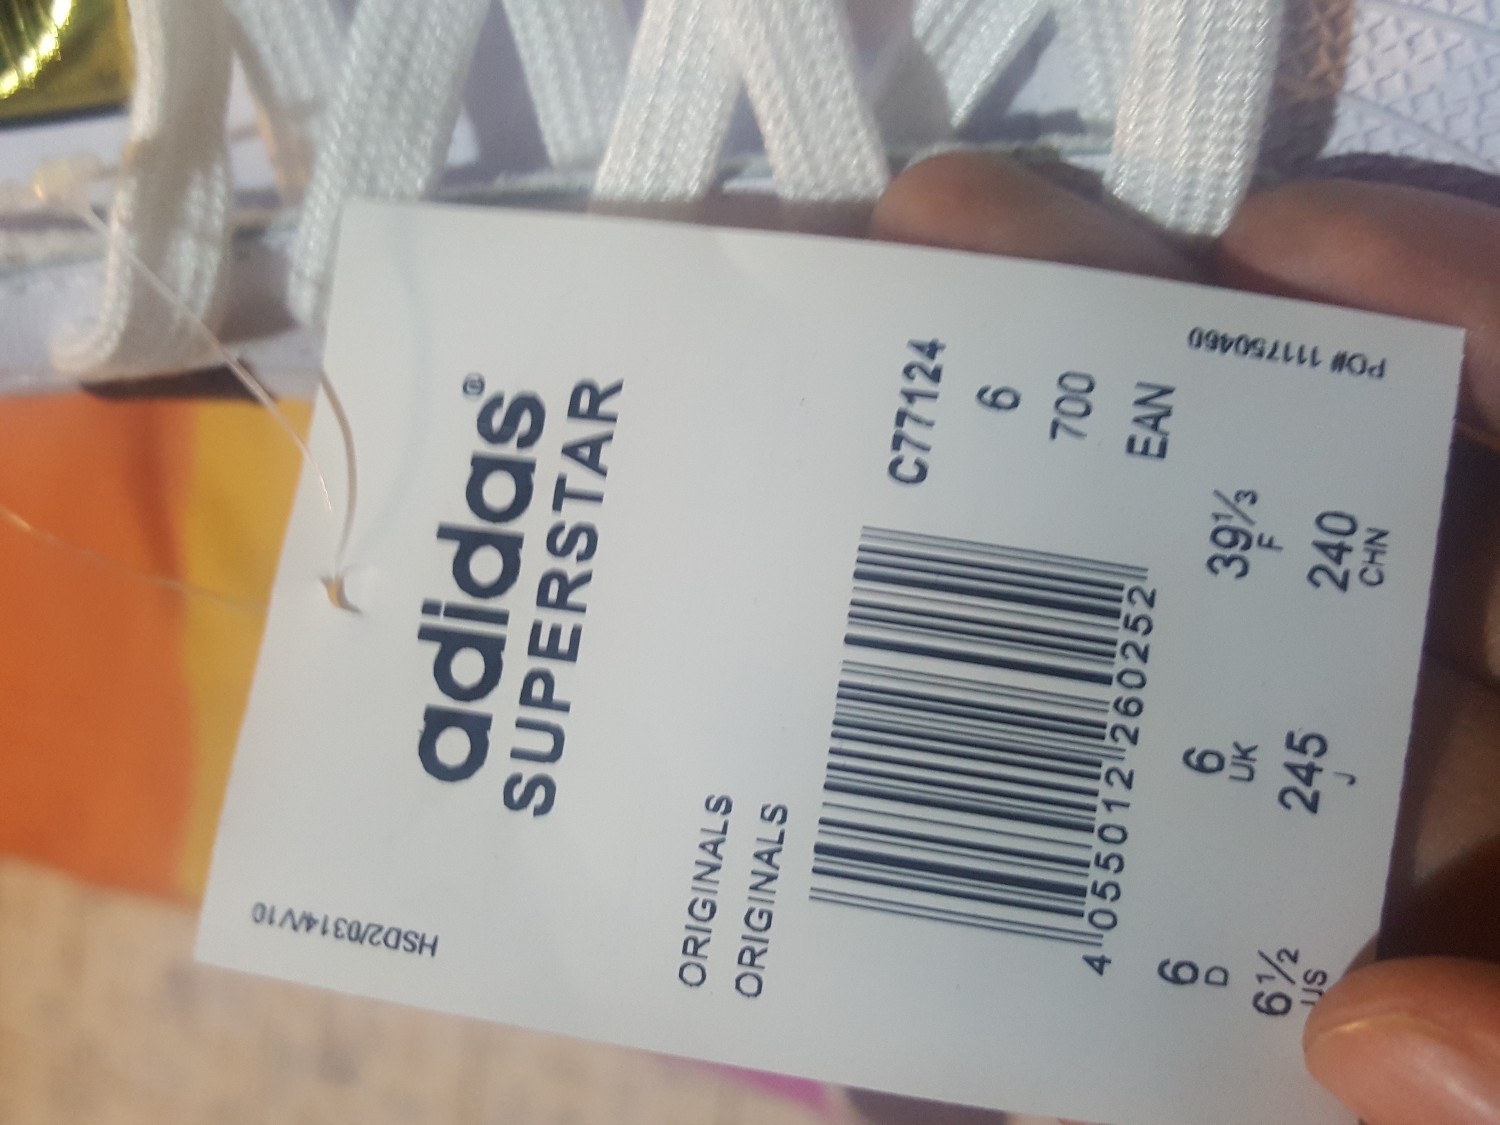 adidas®
SUPERSTAR
HSD2/0314/V10
ORIGINALS
ORIGINALS
C77124
6
700
EAN
4 055012 260252
6 6 39⅓
D UK F
6½ 245 240
US J CHN
PO# 111750460